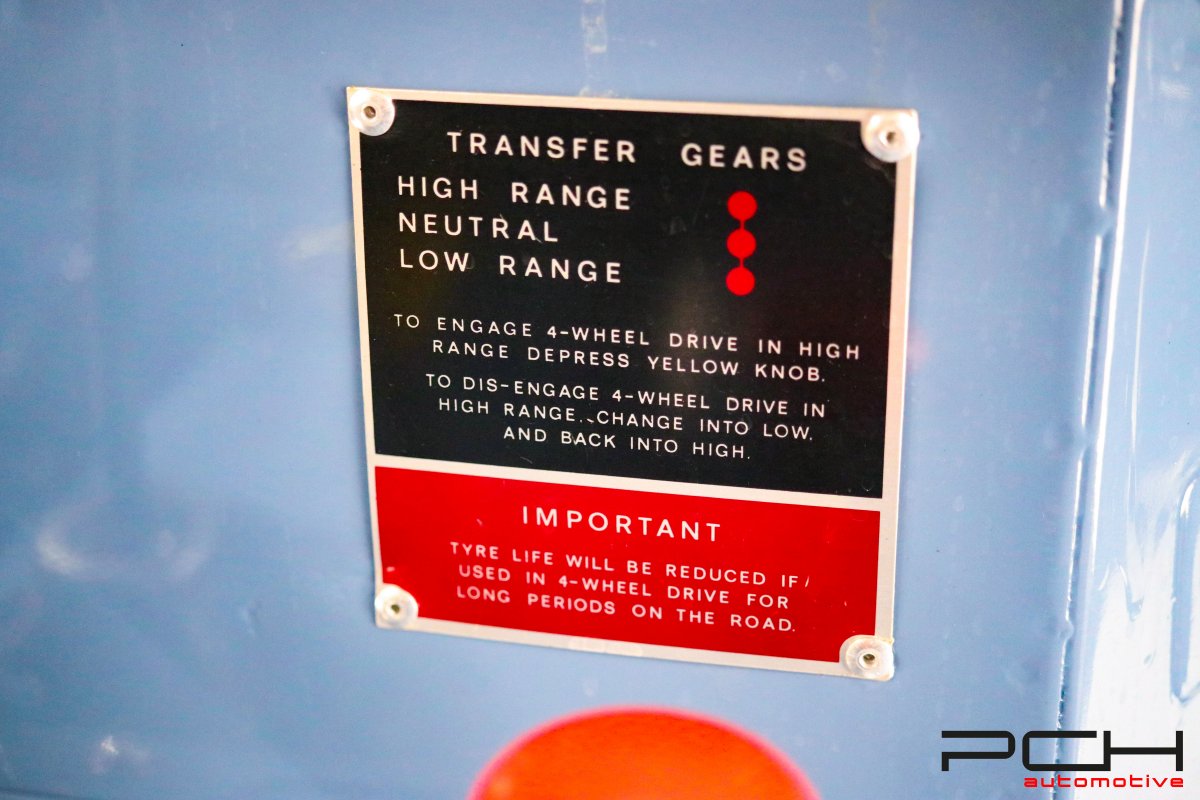 TRANSFER GEARS
HIGH RANGE
NEUTRAL
LOW RANGE
TO ENGAGE 4-WHEEL DRIVE IN HIGH
RANGE DEPRESS YELLOW KNOB.
TO DIS-ENGAGE 4-WHEEL DRIVE IN
HIGH RANGE. CHANGE INTO LOW.
AND BACK INTO HIGH.
IMPORTANT
TYRE LIFE WILL BE REDUCED IF
USED IN 4-WHEEL DRIVE FOR
LONG PERIODS ON THE ROAD.
PCH
automotive